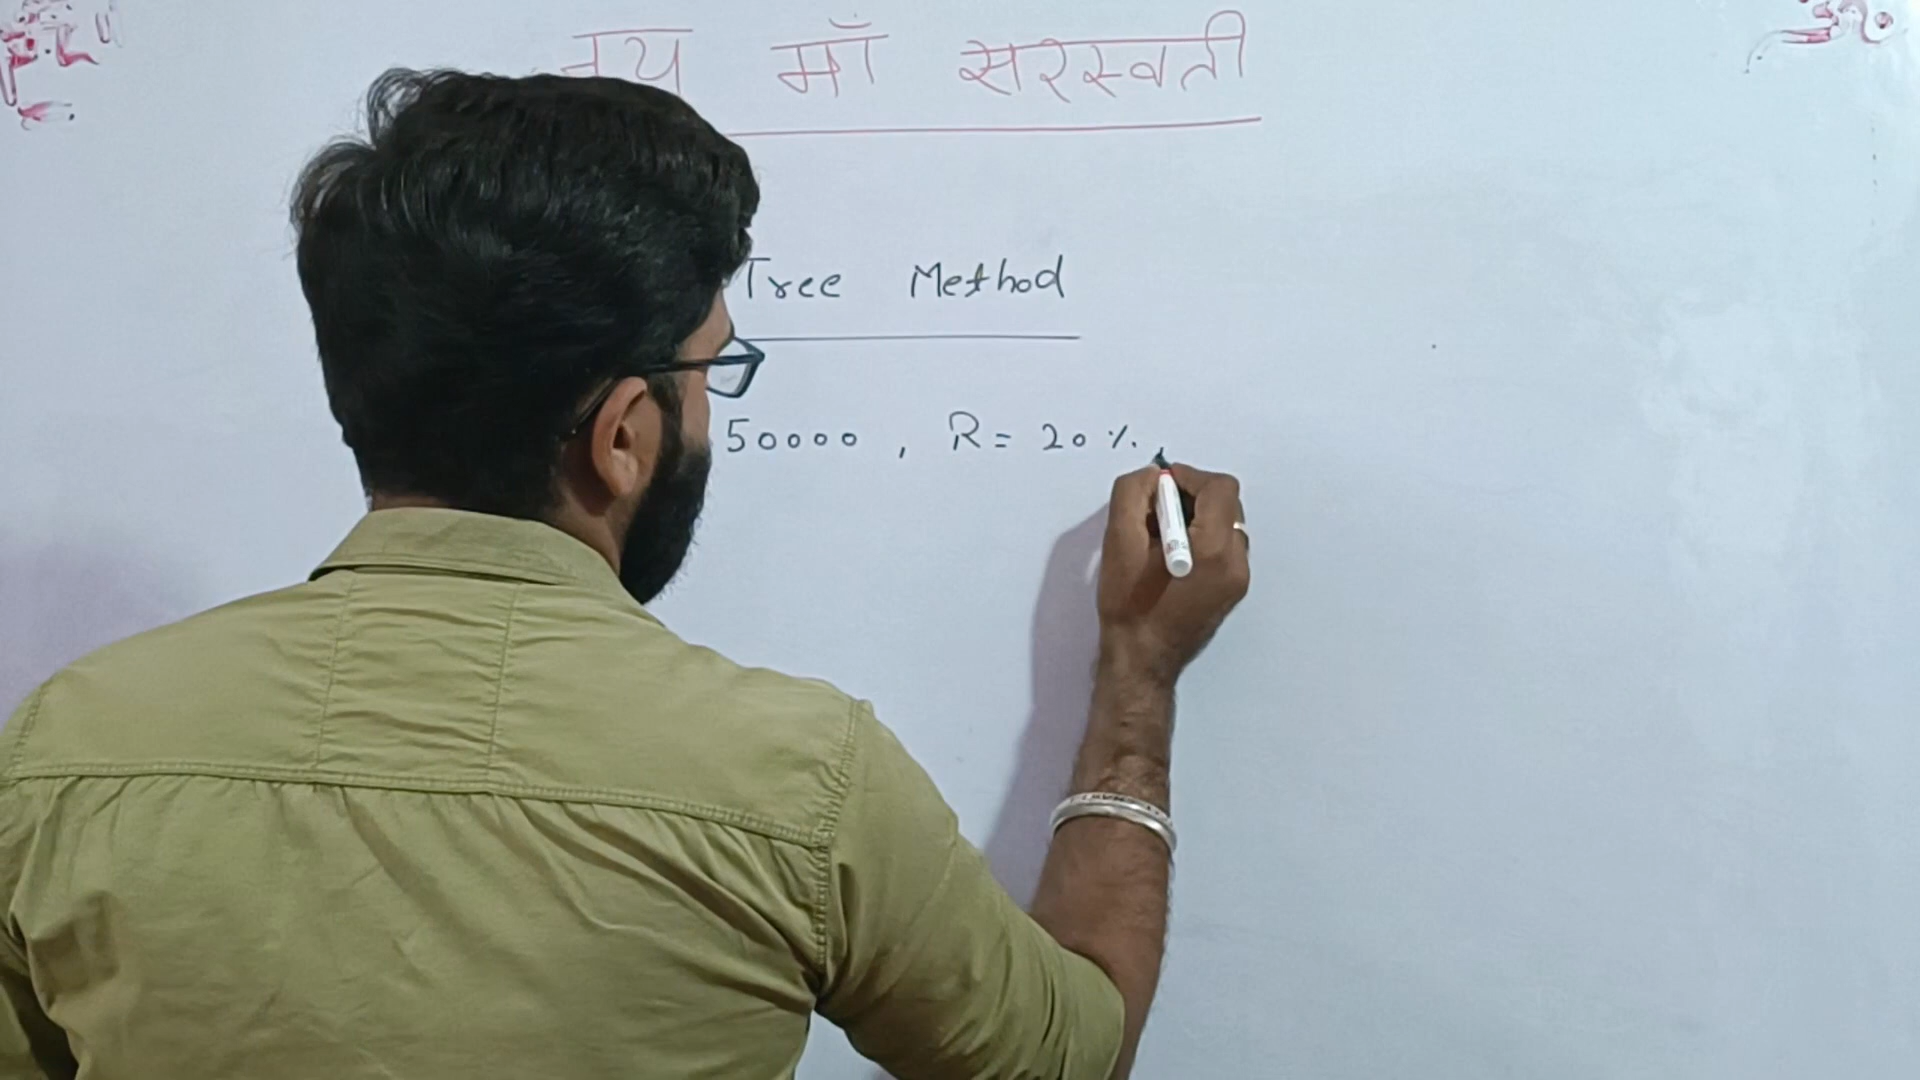 जय माँ सरस्वती
Tree Method
50000 , R = 20 % ,